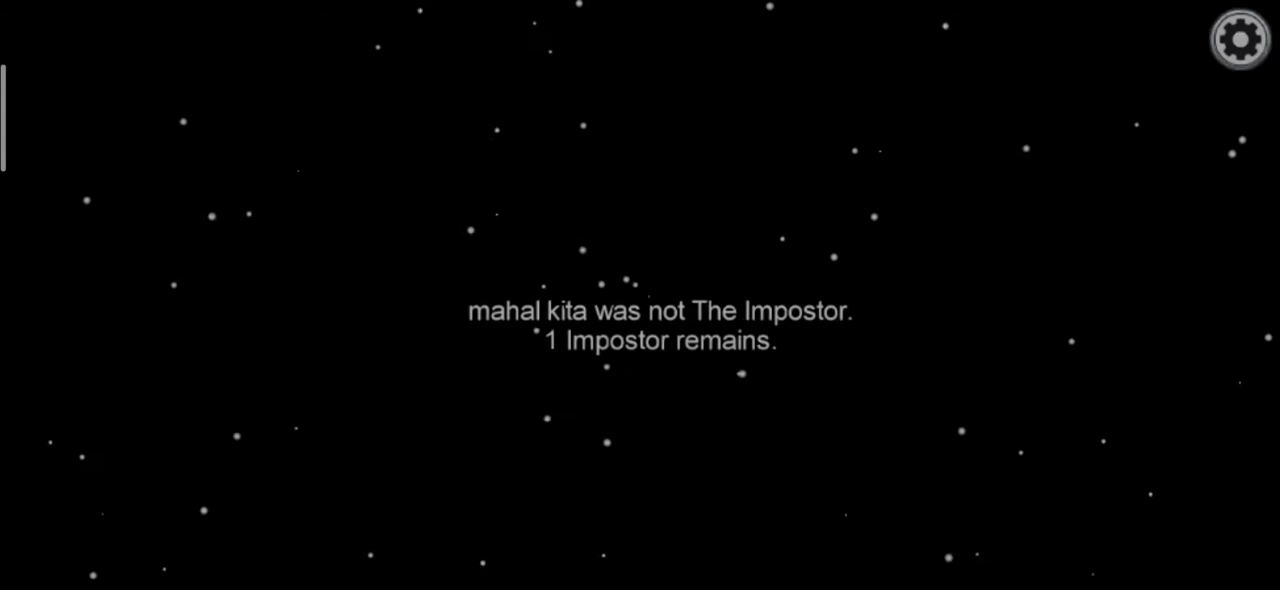 mahal kita was not The Impostor.
1 Impostor remains.